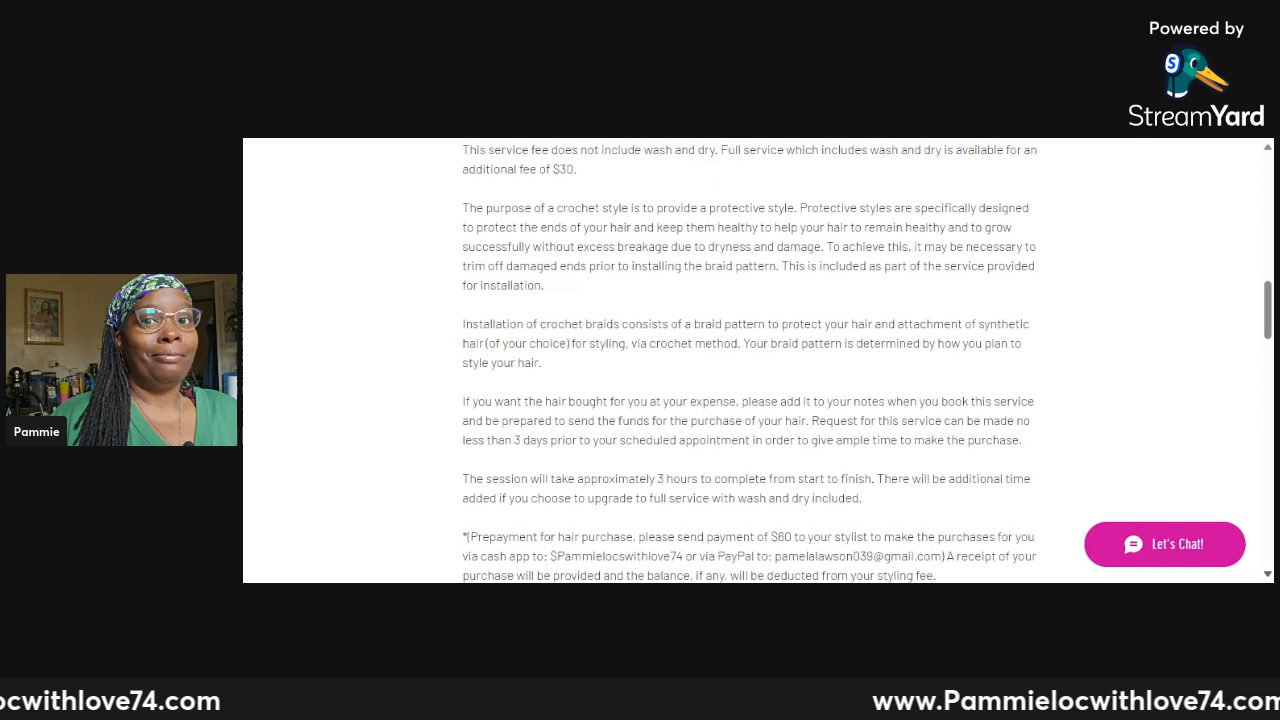 Powered by
StreamYard
This service fee does not include wash and dry. Full service which includes wash and dry is available for an
additional fee of $30.
The purpose of a crochet style is to provide a protective style. Protective styles are specifically designed
to protect the ends of your hair and keep them healthy to help your hair to remain healthy and to grow
successfully without excess breakage due to dryness and damage. To achieve this, it may be necessary to
trim off damaged ends prior to installing the braid pattern. This is included as part of the service provided
for installation.
Installation of crochet braids consists of a braid pattern to protect your hair and attachment of synthetic
hair (of your choice) for styling, via crochet method. Your braid pattern is determined by how you plan to
style your hair.
If you want the hair bought for you at your expense, please add it to your notes when you book this service
and be prepared to send the funds for the purchase of your hair. Request for this service can be made no
less than 3 days prior to your scheduled appointment in order to give ample time to make the purchase.
The session will take approximately 3 hours to complete from start to finish. There will be additional time
added if you choose to upgrade to full service with wash and dry included.
*(Prepayment for hair purchase, please send payment of $60 to your stylist to make the purchases for you
via cash app to: $Pammielocswithlove74 or via PayPal to: pamelalawson039@gmail.com) A receipt of your
purchase will be provided and the balance, if any, will be deducted from your styling fee.
Let's Chat!
Pammie
ocwithlove74.com
www.Pammielocwithlove74.com